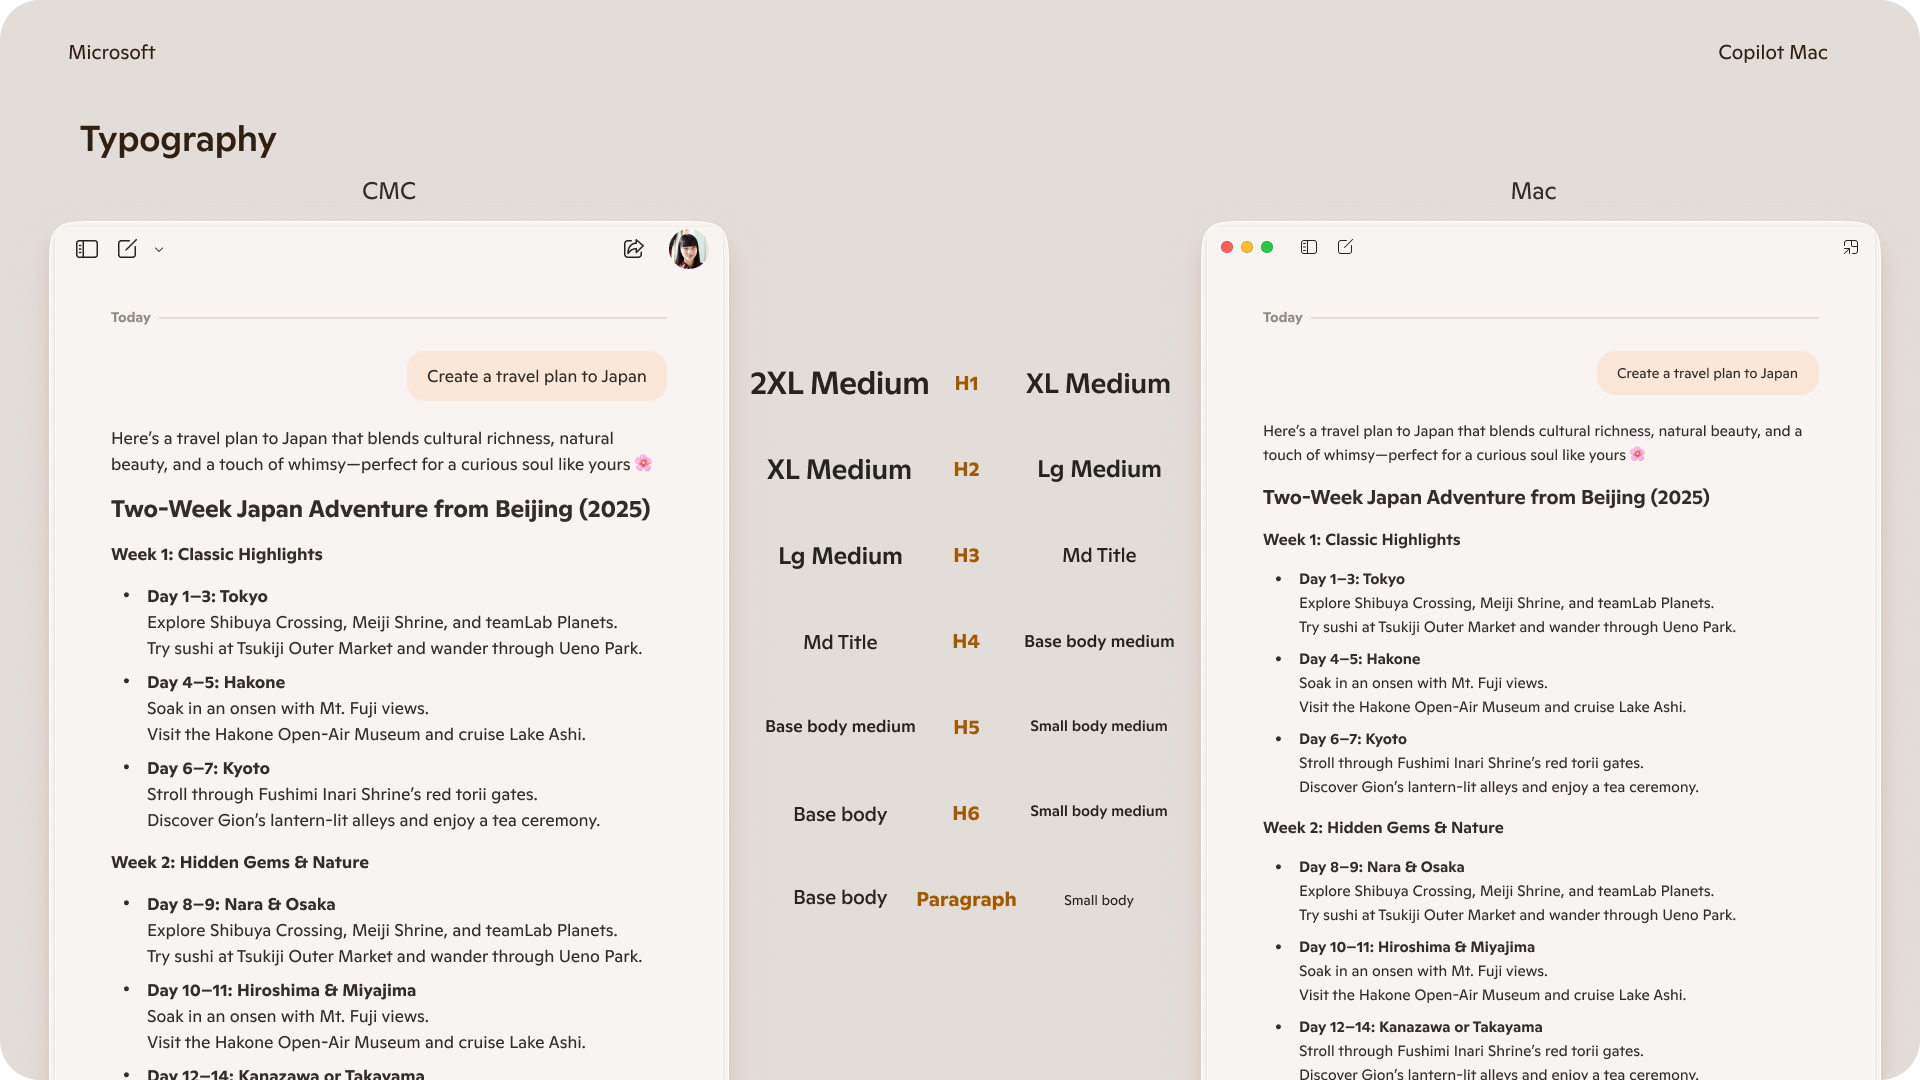 Microsoft
Copilot Mac
Typography
CMC
Today
Create a travel plan to Japan
Here’s a travel plan to Japan that blends cultural richness, natural
beauty, and a touch of whimsy—perfect for a curious soul like yours 🌸
Two-Week Japan Adventure from Beijing (2025)
Week 1: Classic Highlights
• Day 1–3: Tokyo
Explore Shibuya Crossing, Meiji Shrine, and teamLab Planets.
Try sushi at Tsukiji Outer Market and wander through Ueno Park.
• Day 4–5: Hakone
Soak in an onsen with Mt. Fuji views.
Visit the Hakone Open-Air Museum and cruise Lake Ashi.
• Day 6–7: Kyoto
Stroll through Fushimi Inari Shrine’s red torii gates.
Discover Gion’s lantern-lit alleys and enjoy a tea ceremony.
Week 2: Hidden Gems & Nature
• Day 8–9: Nara & Osaka
Explore Shibuya Crossing, Meiji Shrine, and teamLab Planets.
Try sushi at Tsukiji Outer Market and wander through Ueno Park.
• Day 10–11: Hiroshima & Miyajima
Soak in an onsen with Mt. Fuji views.
Visit the Hakone Open-Air Museum and cruise Lake Ashi.
• Day 12–14: Kanazawa or Takayama
2XL Medium H1 XL Medium
XL Medium H2 Lg Medium
Lg Medium H3 Md Title
Md Title H4 Base body medium
Base body medium H5 Small body medium
Base body H6 Small body medium
Base body Paragraph Small body
Mac
Today
Create a travel plan to Japan
Here’s a travel plan to Japan that blends cultural richness, natural beauty, and a
touch of whimsy—perfect for a curious soul like yours 🌸
Two-Week Japan Adventure from Beijing (2025)
Week 1: Classic Highlights
• Day 1–3: Tokyo
Explore Shibuya Crossing, Meiji Shrine, and teamLab Planets.
Try sushi at Tsukiji Outer Market and wander through Ueno Park.
• Day 4–5: Hakone
Soak in an onsen with Mt. Fuji views.
Visit the Hakone Open-Air Museum and cruise Lake Ashi.
• Day 6–7: Kyoto
Stroll through Fushimi Inari Shrine’s red torii gates.
Discover Gion’s lantern-lit alleys and enjoy a tea ceremony.
Week 2: Hidden Gems & Nature
• Day 8–9: Nara & Osaka
Explore Shibuya Crossing, Meiji Shrine, and teamLab Planets.
Try sushi at Tsukiji Outer Market and wander through Ueno Park.
• Day 10–11: Hiroshima & Miyajima
Soak in an onsen with Mt. Fuji views.
Visit the Hakone Open-Air Museum and cruise Lake Ashi.
• Day 12–14: Kanazawa or Takayama
Stroll through Fushimi Inari Shrine’s red torii gates.
Discover Gion’s lantern-lit alleys and enjoy a tea ceremony.